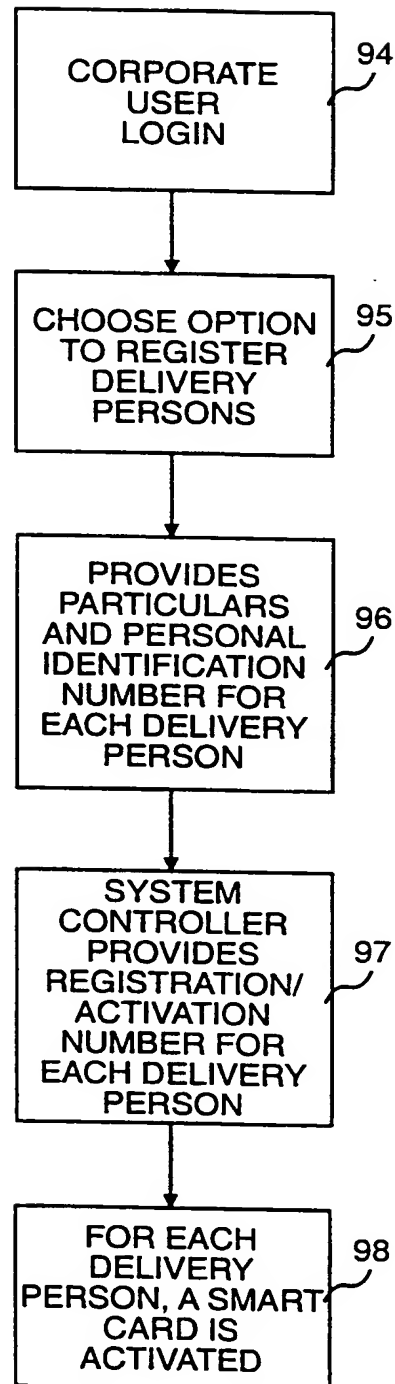 CORPORATE
USER
LOGIN
94
CHOOSE OPTION
TO REGISTER
DELIVERY
PERSONS
95
PROVIDES
PARTICULARS
AND PERSONAL
IDENTIFICATION
NUMBER FOR
EACH DELIVERY
PERSON
96
SYSTEM
CONTROLLER
PROVIDES
REGISTRATION/
ACTIVATION
NUMBER FOR
EACH DELIVERY
PERSON
97
FOR EACH
DELIVERY
PERSON, A SMART
CARD IS
ACTIVATED
98